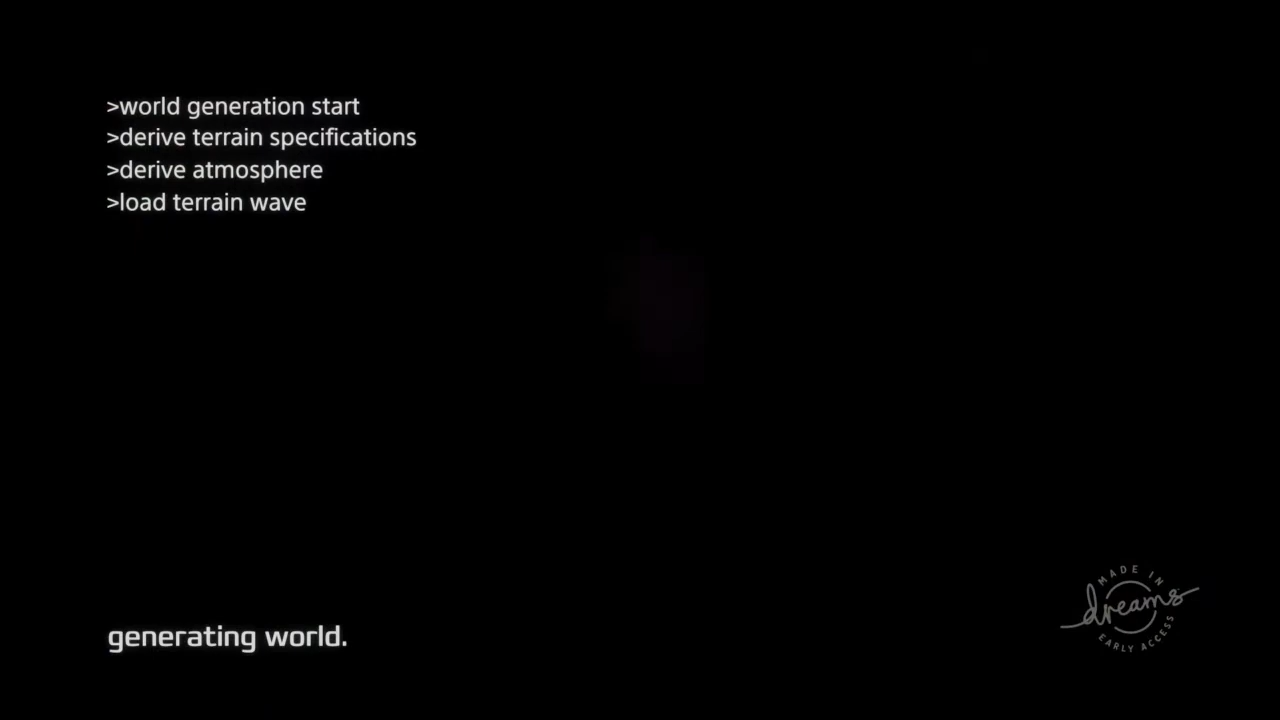 >world generation start
>derive terrain specifications
>derive atmosphere
>load terrain wave
generating world.
MADE IN
dreams
EARLY ACCESS